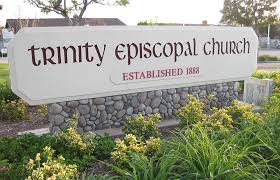 Trinity Episcopal Church
ESTABLISHED 1888